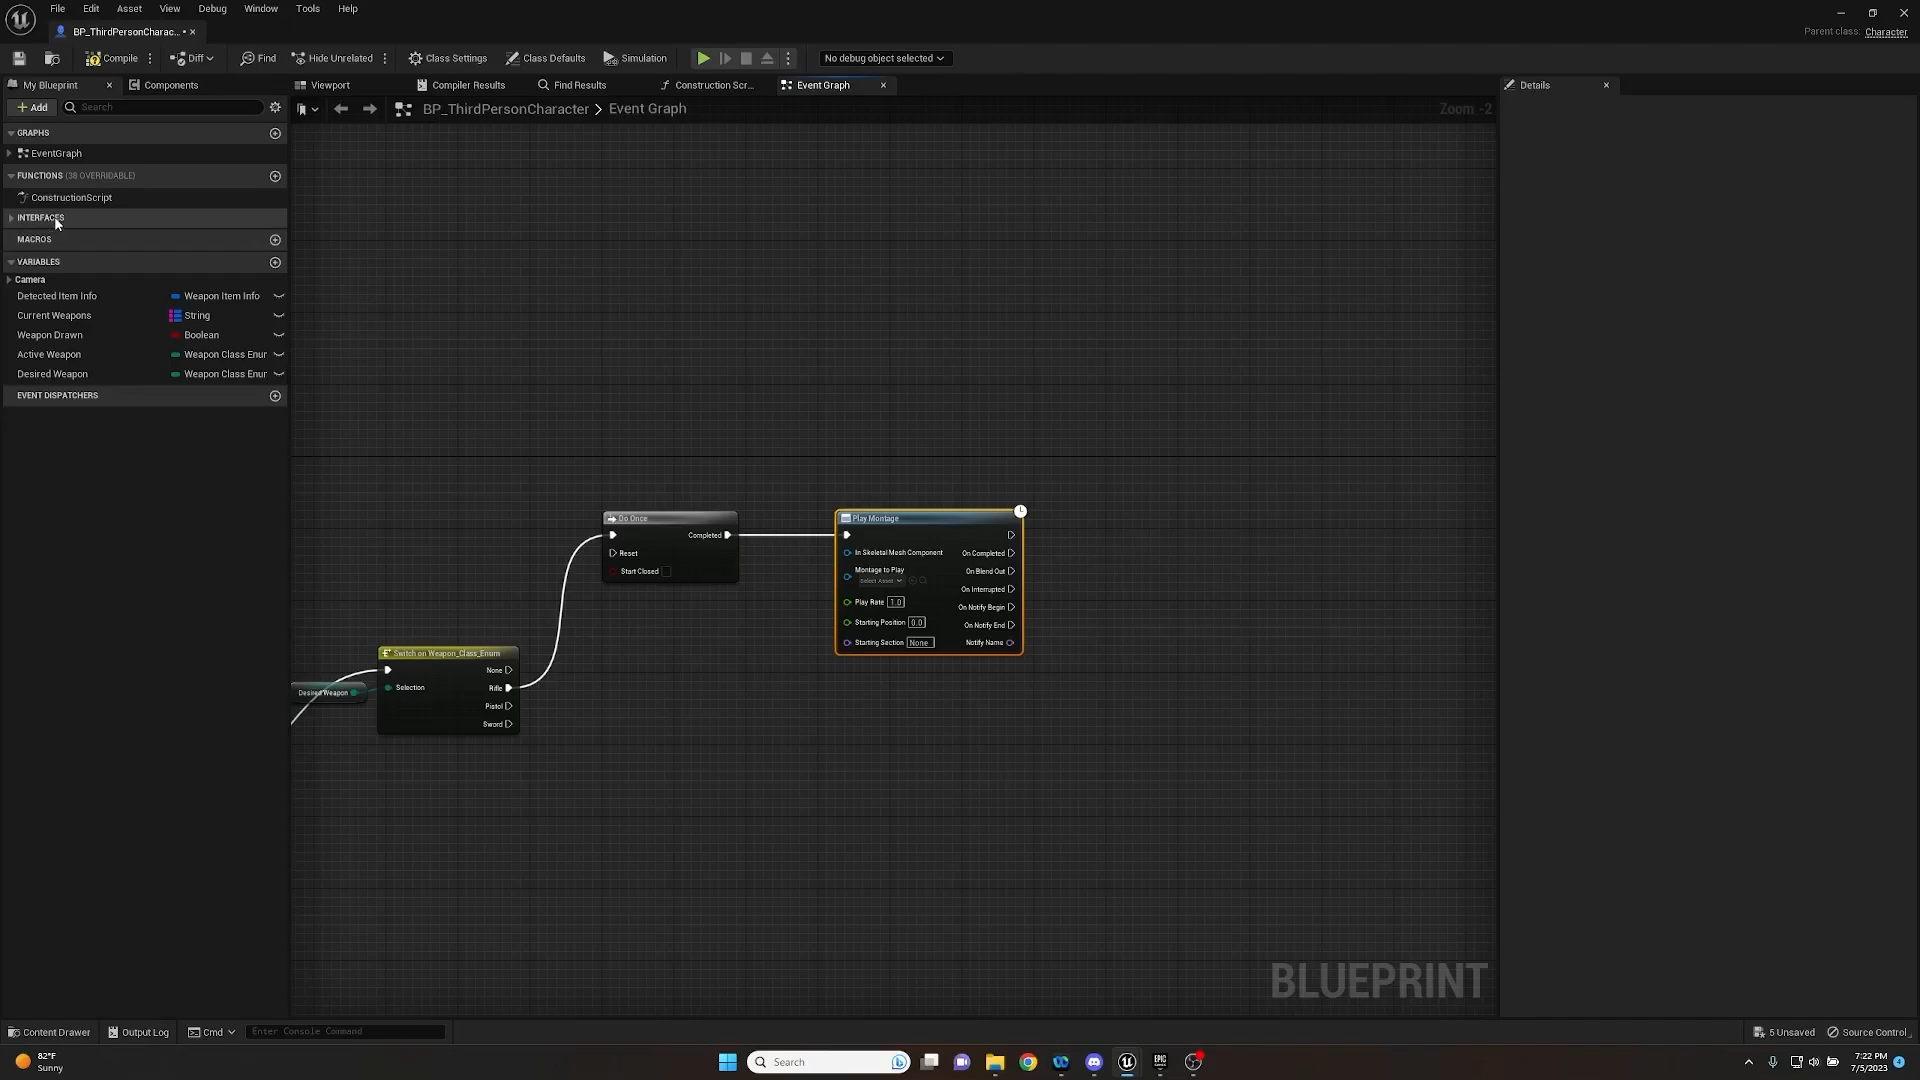 File Edit Asset View Debug Window Tools Help
BP_ThirdPersonCharac... •
Parent class: Character
Compile Diff Find Hide Unrelated Class Settings Class Defaults Simulation No debug object selected
My Blueprint Components Viewport Compiler Results Find Results Construction Scr... Event Graph Details
Add Search BP_ThirdPersonCharacter > Event Graph Zoom -2
GRAPHS
EventGraph
FUNCTIONS (38 OVERRIDABLE)
ConstructionScript
INTERFACES
MACROS
VARIABLES
Camera
Detected Item Info Weapon Item Info
Current Weapons String
Weapon Drawn Boolean
Active Weapon Weapon Class Enur
Desired Weapon Weapon Class Enur
EVENT DISPATCHERS
Do Once
Completed
Reset
Start Closed
Play Montage
In Skeletal Mesh Component On Completed
Montage to Play On Blend Out
Select Asset
On Interrupted
Play Rate 1.0 On Notify Begin
Starting Position 0.0 On Notify End
Starting Section None Notify Name
Switch on Weapon_Class_Enum
None
Desired Weapon Selection Rifle
Pistol
Sword
BLUEPRINT
Content Drawer Output Log Cmd Enter Console Command 5 Unsaved Source Control
82°F
Sunny
Search
7:22 PM
7/5/2023
4